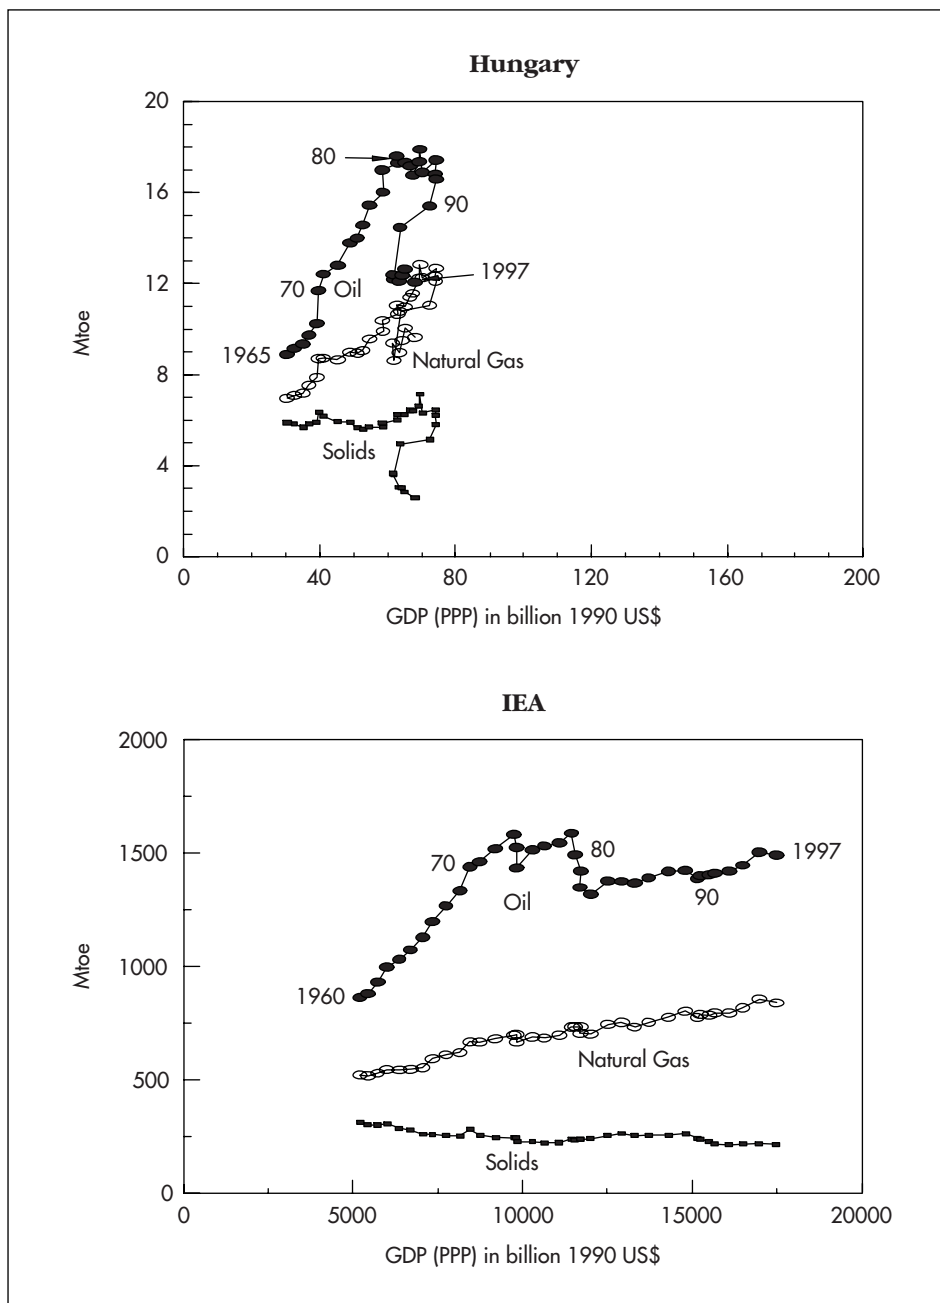 Hungary
20
16
12
8
4
0
Mtoe
80
90
70
Oil
1997
1965
Natural Gas
Solids
0 40 80 120 160 200
GDP (PPP) in billion 1990 US$
IEA
2000
1500
1000
500
0
Mtoe
70
80
1997
Oil
90
1960
Natural Gas
Solids
0 5000 10000 15000 20000
GDP (PPP) in billion 1990 US$